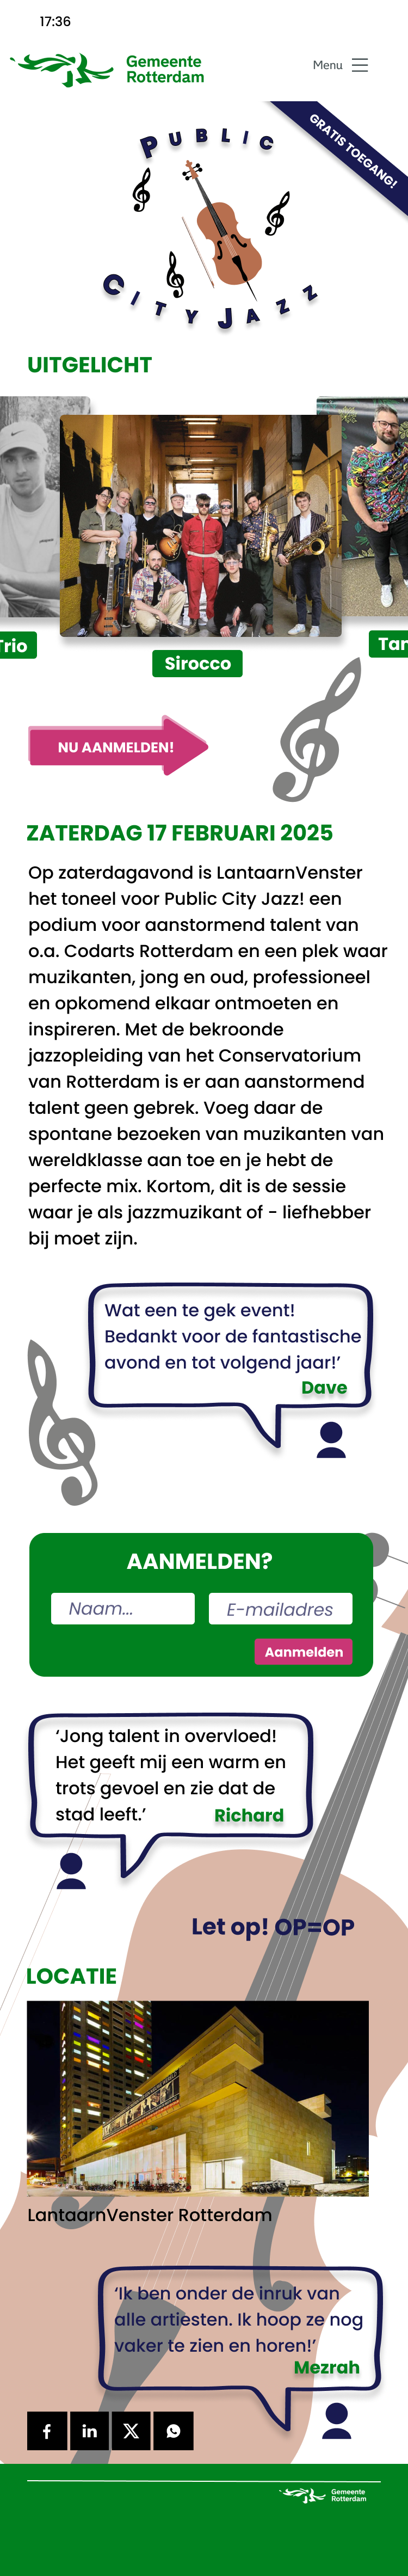 17:36
Gemeente
Rotterdam
Menu
GRATIS TOEGANG!
PUBLIC
CITY JAZZ
UITGELICHT
Trio
Sirocco
Tan
NU AANMELDEN!
ZATERDAG 17 FEBRUARI 2025
Op zaterdagavond is LantaarnVenster
het toneel voor Public City Jazz! een
podium voor aanstormend talent van
o.a. Codarts Rotterdam en een plek waar
muzikanten, jong en oud, professioneel
en opkomend elkaar ontmoeten en
inspireren. Met de bekroonde
jazzopleiding van het Conservatorium
van Rotterdam is er aan aanstormend
talent geen gebrek. Voeg daar de
spontane bezoeken van muzikanten van
wereldklasse aan toe en je hebt de
perfecte mix. Kortom, dit is de sessie
waar je als jazzmuzikant of - liefhebber
bij moet zijn.
Wat een te gek event!
Bedankt voor de fantastische
avond en tot volgend jaar!’
Dave
AANMELDEN?
Naam...
E-mailadres
Aanmelden
‘Jong talent in overvloed!
Het geeft mij een warm en
trots gevoel en zie dat de
stad leeft.’
Richard
Let op! OP=OP
LOCATIE
LantaarnVenster Rotterdam
‘Ik ben onder de inruk van
alle artiesten. Ik hoop ze nog
vaker te zien en horen!’
Mezrah
Gemeente
Rotterdam